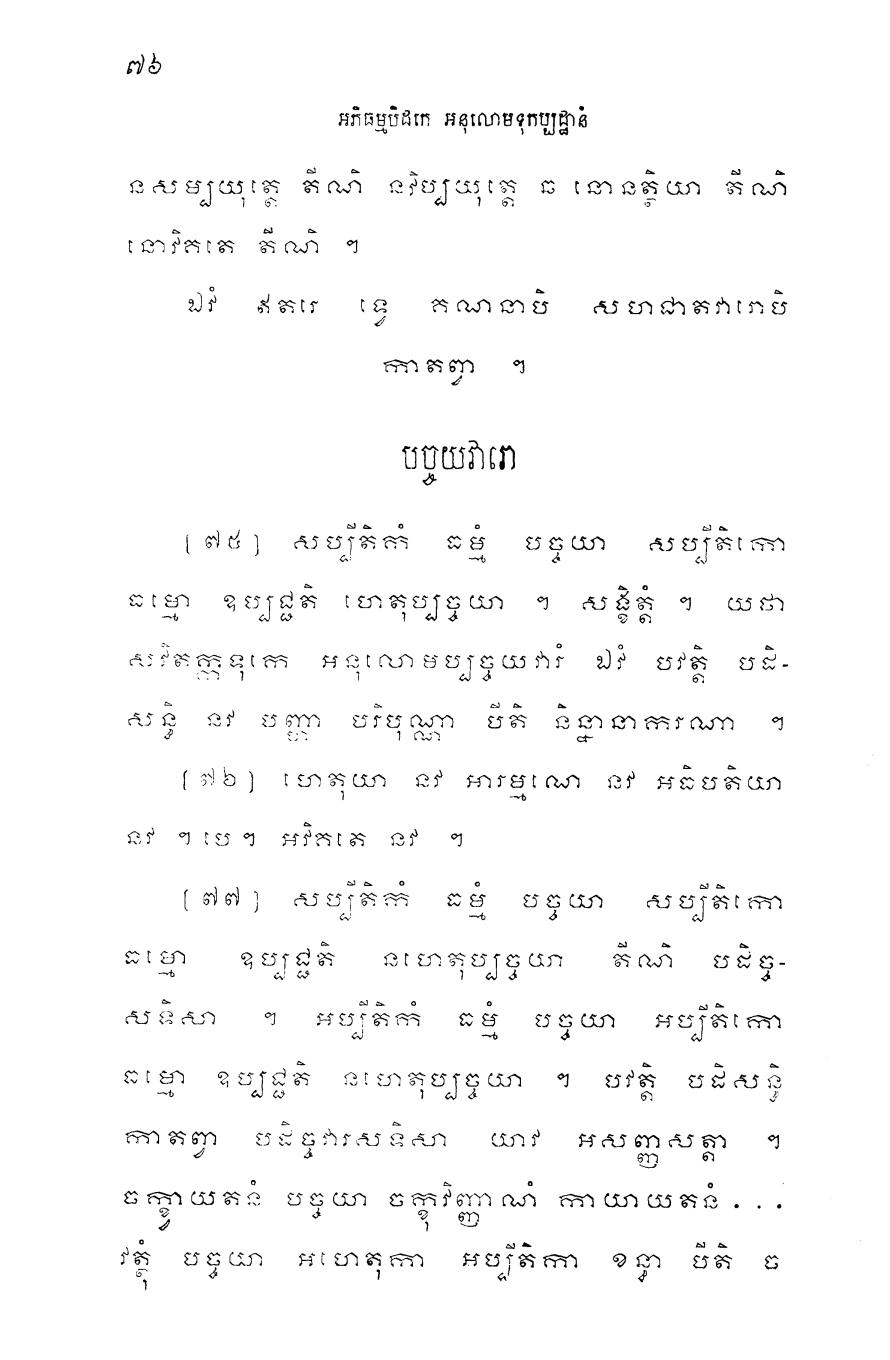 ៧៦
អភិធម្មបិដកេ អនុលោមទុកប្បដ្ឋានំ
នសម្បយុត្តេ តីណិ នវិប្បយុត្តេ ឆ នោនត្ថិយា តីណិ
នោវិគតេ តីណិ ។
ឯវំ ឥតរេ ទ្វេ គណនាបិ សហជាតវារោបិ
កាតព្វា ។
បច្ចយវារោ
[៧៥] សប្បីតិកំ ធម្មំ បច្ចយា សប្បីតិកោ
ធម្មោ ឧប្បជ្ជតិ ហេតុប្បច្ចយា ។ សង្ខិត្តំ ។ យថា
សវិតក្កទុកេ អនុលោមប្បច្ចយវារំ ឯវំ បវត្តិ បដិ-
សន្ធិ នវ បញ្ហា បរិបុណ្ណា បីតិ និន្នានាករណា ។
[៧៦] ហេតុយា នវ អារម្មណេ នវ អធិបតិយា
នវ ។ បេ ។ អវិគតេ នវ ។
[៧៧] សប្បីតិកំ ធម្មំ បច្ចយា សប្បីតិកោ
ធម្មោ ឧប្បជ្ជតិ នហេតុប្បច្ចយា តីណិ បដិច្ច-
សទិសា ។ អប្បីតិកំ ធម្មំ បច្ចយា អប្បីតិកោ
ធម្មោ ឧប្បជ្ជតិ នហេតុប្បច្ចយា ។ បវត្តិ បដិសន្ធិ
កាតព្វា បដិច្ចវារសទិសា យាវ អសញ្ញសត្តា ។
ចក្ខ្វាយតនំ បច្ចយា ចក្ខុវិញ្ញាណំ កាយាយតនំ . . .
វត្ថុំ បច្ចយា អហេតុកា អប្បីតិកា ខន្ធា បីតិ ច